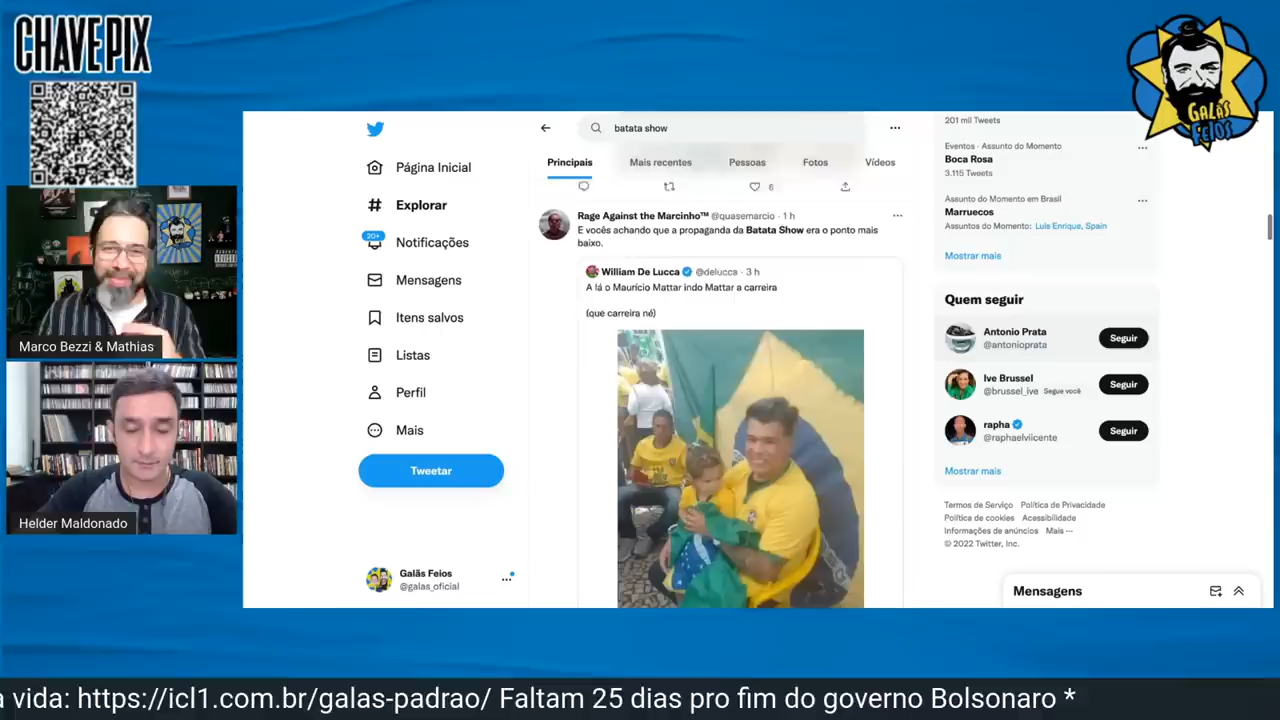 CHAVE PIX
GALÃS
FEIOS
Marco Bezzi & Mathias
Helder Maldonado
Página Inicial
Explorar
20+
Notificações
Mensagens
Itens salvos
Listas
Perfil
Mais
Tweetar
Galãs Feios
@galas_oficial
batata show
Principais
Mais recentes
Pessoas
Fotos
Vídeos
6
Rage Against the Marcinho™ @quasemarcio · 1 h
E vocês achando que a propaganda da Batata Show era o ponto mais
baixo.
William De Lucca @delucca · 3 h
A lá o Maurício Mattar indo Mattar a carreira
(que carreira né)
201 mil Tweets
Eventos · Assunto do Momento
Boca Rosa
3.115 Tweets
Assunto do Momento em Brasil
Marruecos
Assuntos do Momento: Luis Enrique, Spain
Mostrar mais
Quem seguir
Antonio Prata
@antonioprata
Seguir
Ive Brussel
@brussel_ive Segue você
Seguir
rapha
@raphaelviicente
Seguir
Mostrar mais
Termos de Serviço Política de Privacidade
Política de cookies Acessibilidade
Informações de anúncios Mais ···
© 2022 Twitter, Inc.
Mensagens
a vida: https://icl1.com.br/galas-padrao/ Faltam 25 dias pro fim do governo Bolsonaro *